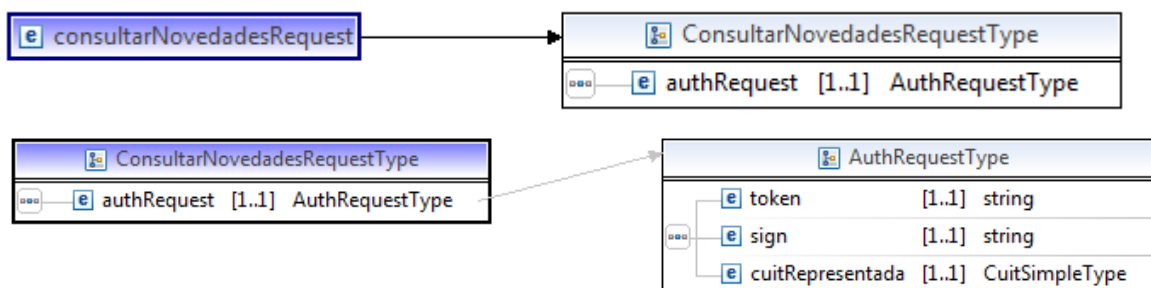 consultarNovedadesRequest
ConsultarNovedadesRequestType
authRequest [1..1] AuthRequestType
ConsultarNovedadesRequestType
authRequest [1..1] AuthRequestType
AuthRequestType
token [1..1] string
sign [1..1] string
cuitRepresentada [1..1] CuitSimpleType